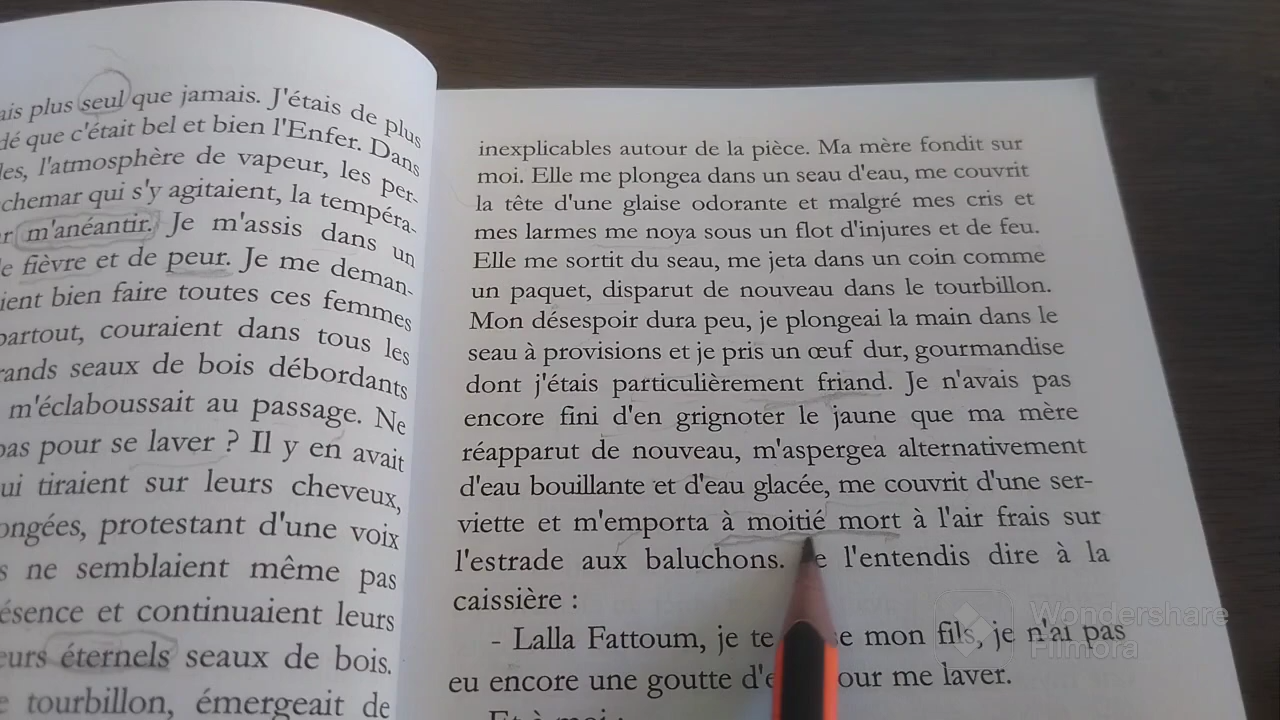 ais plus seul que jamais. J'étais de plus
dé que c'était bel et bien l'Enfer. Dans
les, l'atmosphère de vapeur, les per-
chemar qui s'y agitaient, la tempéra-
r m'anéantir. Je m'assis dans un
e fièvre et de peur. Je me deman-
ient bien faire toutes ces femmes
partout, couraient dans tous les
rands seaux de bois débordants
m'éclaboussait au passage. Ne
pas pour se laver ? Il y en avait
ui tiraient sur leurs cheveux,
ongées, protestant d'une voix
s ne semblaient même pas
ésence et continuaient leurs
eurs éternels seaux de bois.
e tourbillon, émergeait de
inexplicables autour de la pièce. Ma mère fondit sur
moi. Elle me plongea dans un seau d'eau, me couvrit
la tête d'une glaise odorante et malgré mes cris et
mes larmes me noya sous un flot d'injures et de feu.
Elle me sortit du seau, me jeta dans un coin comme
un paquet, disparut de nouveau dans le tourbillon.
Mon désespoir dura peu, je plongeai la main dans le
seau à provisions et je pris un œuf dur, gourmandise
dont j'étais particulièrement friand. Je n'avais pas
encore fini d'en grignoter le jaune que ma mère
réapparut de nouveau, m'aspergea alternativement
d'eau bouillante et d'eau glacée, me couvrit d'une ser-
viette et m'emporta à moitié mort à l'air frais sur
l'estrade aux baluchons. e l'entendis dire à la
caissière :
- Lalla Fattoum, je te e mon fils, je n'ai pas
eu encore une goutte d'e our me laver.
Et à moi :
Wondershare
Filmora